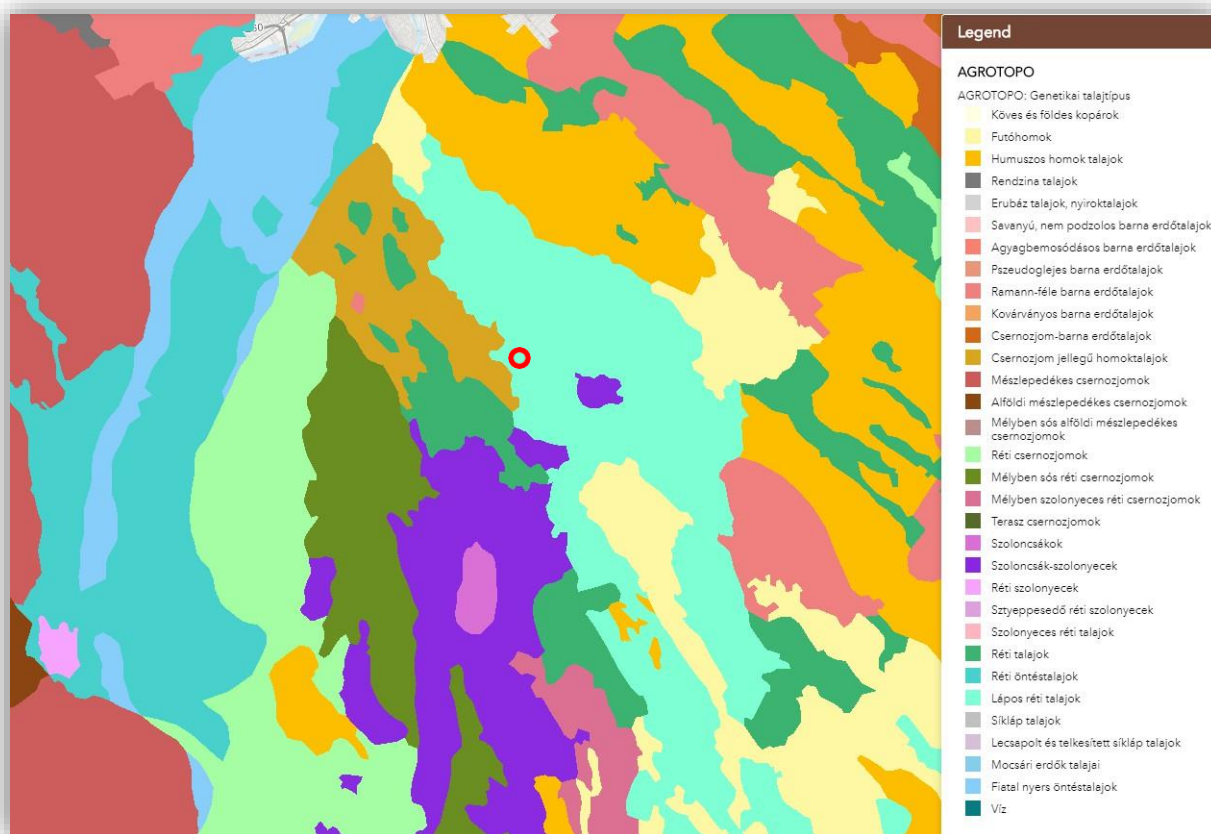 Legend
AGROTOPO
AGROTOPO: Genetikai talajtípus
Köves és földes kopárok
Futóhomok
Humuszos homok talajok
Rendzina talajok
Erubáz talajok, nyiroktalajok
Savanyú, nem podzolos barna erdőtalajok
Agyagbemosódásos barna erdőtalajok
Pszeudoglejes barna erdőtalajok
Ramann-féle barna erdőtalajok
Kovárványos barna erdőtalajok
Csernozjom-barna erdőtalajok
Csernozjom jellegű homoktalajok
Mészlepedékes csernozjomok
Alföldi mészlepedékes csernozjomok
Mélyben sós alföldi mészlepedékes
csernozjomok
Réti csernozjomok
Mélyben sós réti csernozjomok
Mélyben szolonyeces réti csernozjomok
Terasz csernozjomok
Szoloncsákok
Szoloncsák-szolonyecek
Réti szolonyecek
Sztyeppesedő réti szolonyecek
Szolonyeces réti talajok
Réti talajok
Réti öntéstalajok
Lápos réti talajok
Síkláp talajok
Lecsapolt és telkesített síkláp talajok
Mocsári erdők talajai
Fiatal nyers öntéstalajok
Víz